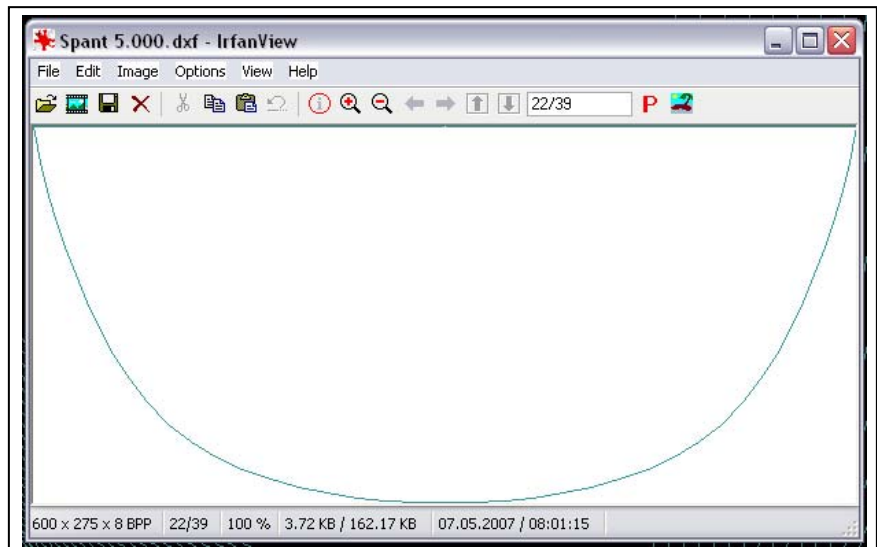 Spant 5.000.dxf - IrfanView
File Edit Image Options View Help
22/39 P
600 x 275 x 8 BPP 22/39 100 % 3.72 KB / 162.17 KB 07.05.2007 / 08:01:15